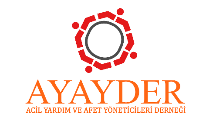 AYAYDER
ACİL YARDIM VE AFET YÖNETİCİLERİ DERNEĞİ